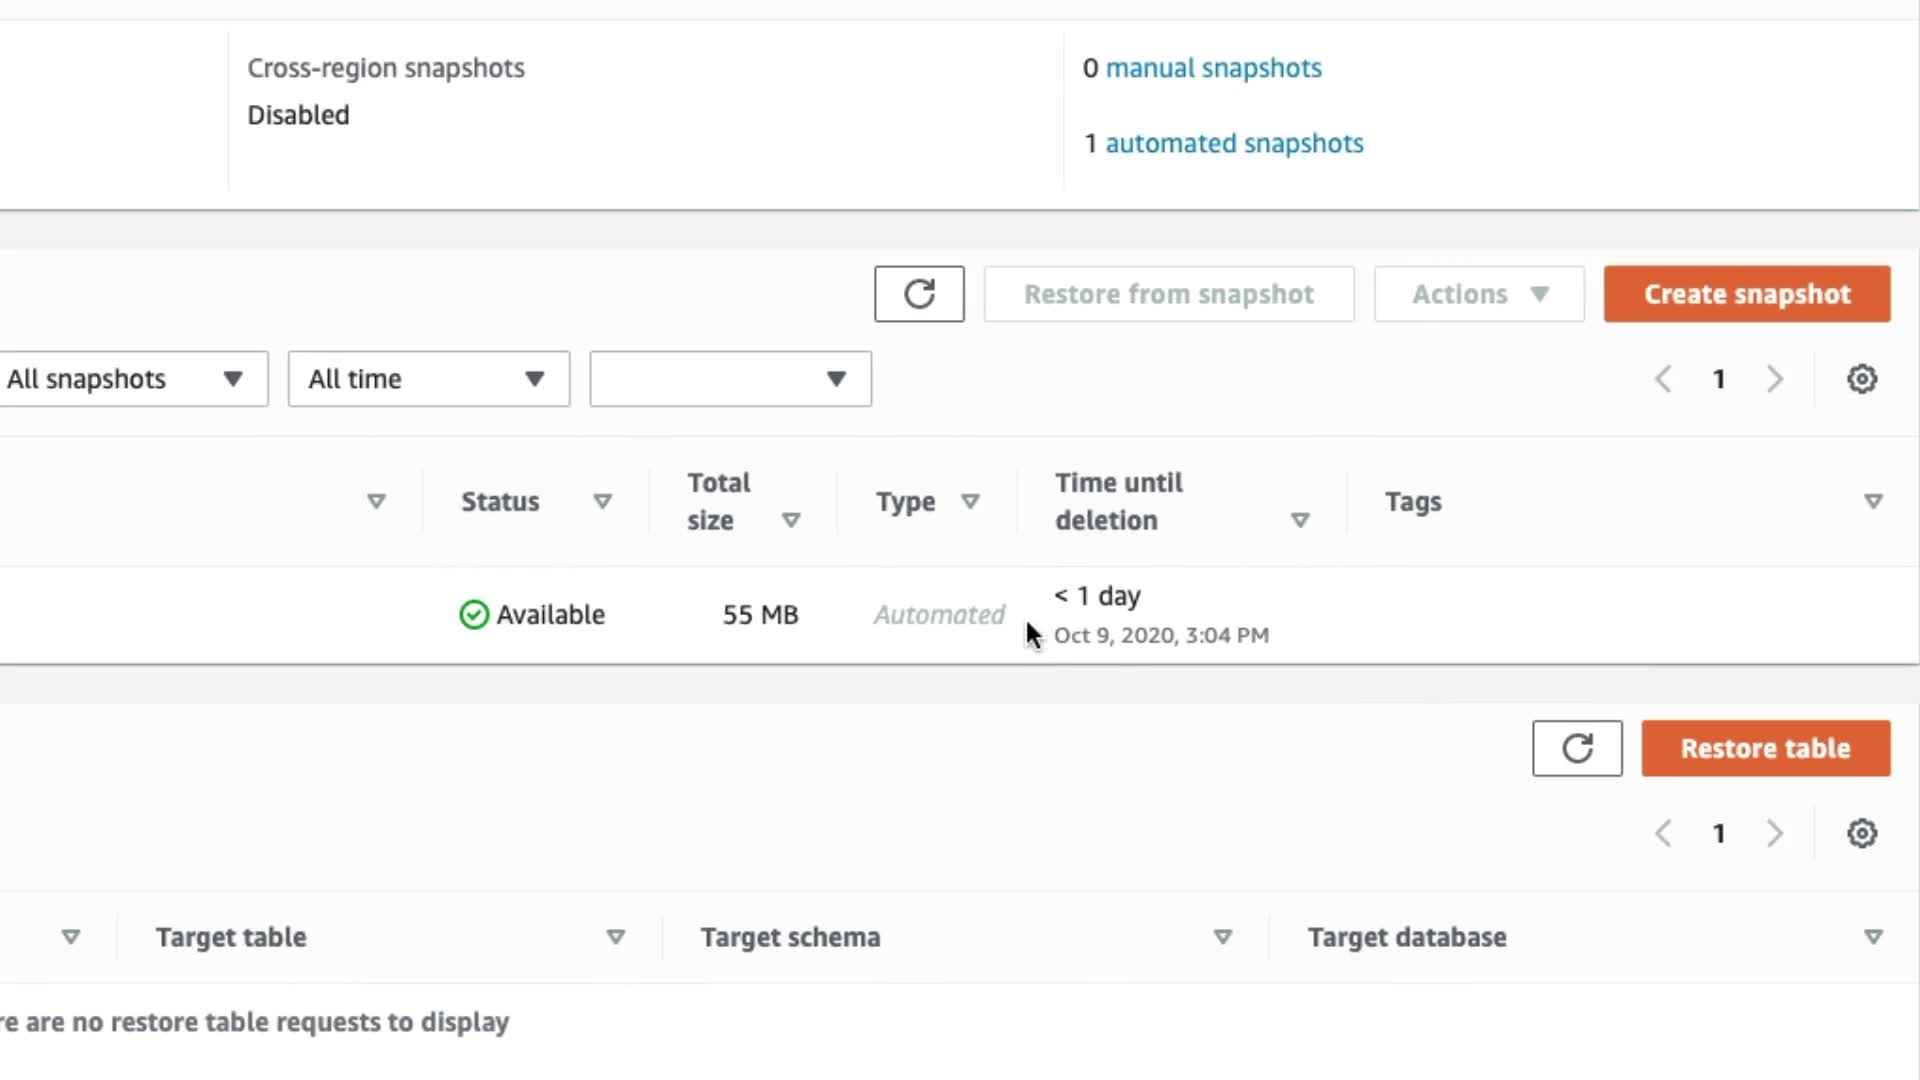 Cross-region snapshots
Disabled
0 manual snapshots
1 automated snapshots
Restore from snapshot
Actions
Create snapshot
All snapshots
All time
1
Status
Total size
Type
Time until deletion
Tags
Available
55 MB
Automated
< 1 day
Oct 9, 2020, 3:04 PM
Restore table
1
Target table
Target schema
Target database
re are no restore table requests to display